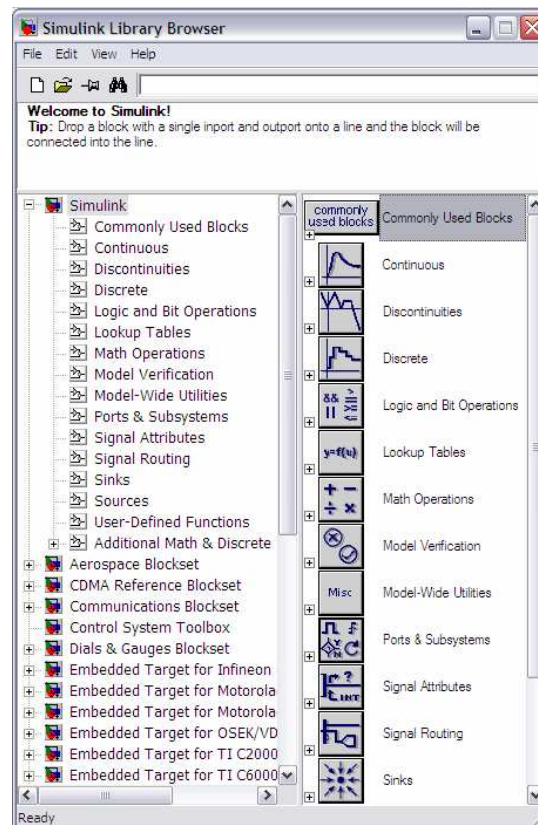 Simulink Library Browser
File Edit View Help
Welcome to Simulink!
Tip: Drop a block with a single inport and outport onto a line and the block will be
connected into the line.
Simulink
Commonly Used Blocks
Continuous
Discontinuities
Discrete
Logic and Bit Operations
Lookup Tables
Math Operations
Model Verification
Model-Wide Utilities
Ports & Subsystems
Signal Attributes
Signal Routing
Sinks
Sources
User-Defined Functions
Additional Math & Discrete
Aerospace Blockset
CDMA Reference Blockset
Communications Blockset
Control System Toolbox
Dials & Gauges Blockset
Embedded Target for Infineon
Embedded Target for Motorola
Embedded Target for Motorola
Embedded Target for OSEK/VD
Embedded Target for TI C2000
Embedded Target for TI C6000
commonly
used blocks
Commonly Used Blocks
Continuous
Discontinuities
Discrete
Logic and Bit Operations
y=f(u)
Lookup Tables
+ -
÷ ×
Math Operations
Model Verification
Misc
Model-Wide Utilities
Ports & Subsystems
?
INT
Signal Attributes
Signal Routing
Sinks
Ready